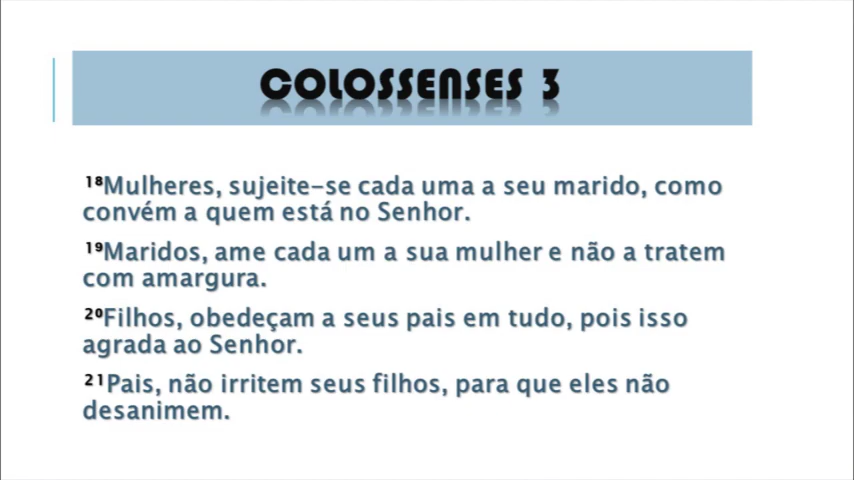 COLOSSENSES 3
¹⁸Mulheres, sujeite-se cada uma a seu marido, como
convém a quem está no Senhor.
¹⁹Maridos, ame cada um a sua mulher e não a tratem
com amargura.
²⁰Filhos, obedeçam a seus pais em tudo, pois isso
agrada ao Senhor.
²¹Pais, não irritem seus filhos, para que eles não
desanimem.